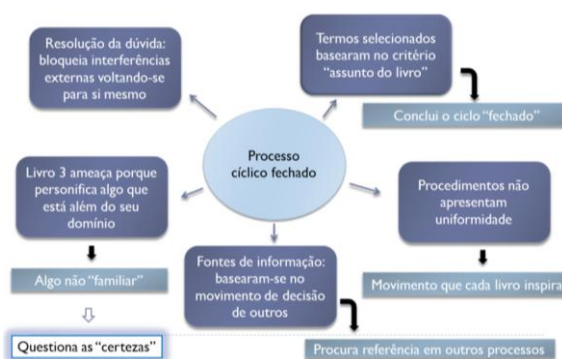 Resolução da dúvida:
bloqueia interferências
externas voltando-se
para si mesmo
Termos selecionados
basearam no critério
“assunto do livro”
Conclui o ciclo “fechado”
Processo
cíclico fechado
Livro 3 ameaça porque
personifica algo que
está além do seu
domínio
Procedimentos não
apresentam
uniformidade
Algo não “familiar”
Fontes de informação:
basearam-se no
movimento de decisão
de outros
Movimento que cada livro inspira
Questiona as “certezas”
Procura referência em outros processos